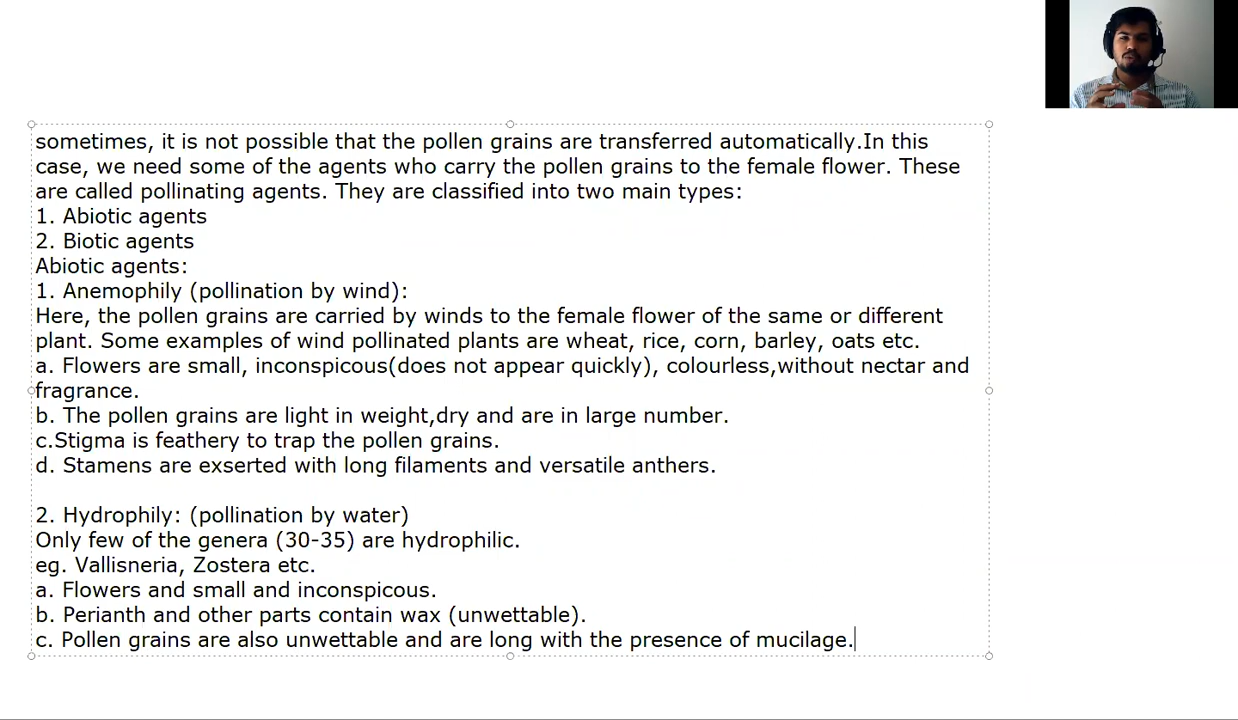 sometimes, it is not possible that the pollen grains are transferred automatically.In this
case, we need some of the agents who carry the pollen grains to the female flower. These
are called pollinating agents. They are classified into two main types:
1. Abiotic agents
2. Biotic agents
Abiotic agents:
1. Anemophily (pollination by wind):
Here, the pollen grains are carried by winds to the female flower of the same or different
plant. Some examples of wind pollinated plants are wheat, rice, corn, barley, oats etc.
a. Flowers are small, inconspicous(does not appear quickly), colourless,without nectar and
fragrance.
b. The pollen grains are light in weight,dry and are in large number.
c.Stigma is feathery to trap the pollen grains.
d. Stamens are exserted with long filaments and versatile anthers.
2. Hydrophily: (pollination by water)
Only few of the genera (30-35) are hydrophilic.
eg. Vallisneria, Zostera etc.
a. Flowers and small and inconspicous.
b. Perianth and other parts contain wax (unwettable).
c. Pollen grains are also unwettable and are long with the presence of mucilage.